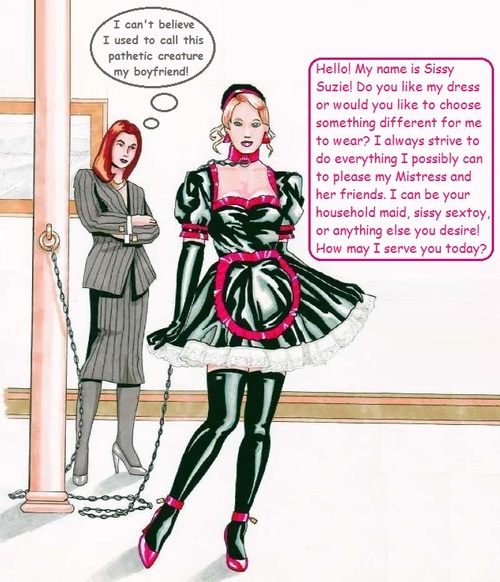 I can't believe
I used to call this
pathetic creature
my boyfriend!
Hello! My name is Sissy
Suzie! Do you like my dress
or would you like to choose
something different for me
to wear? I always strive to
do everything I possibly can
to please my Mistress and
her friends. I can be your
household maid, sissy sextoy,
or anything else you desire!
How may I serve you today?